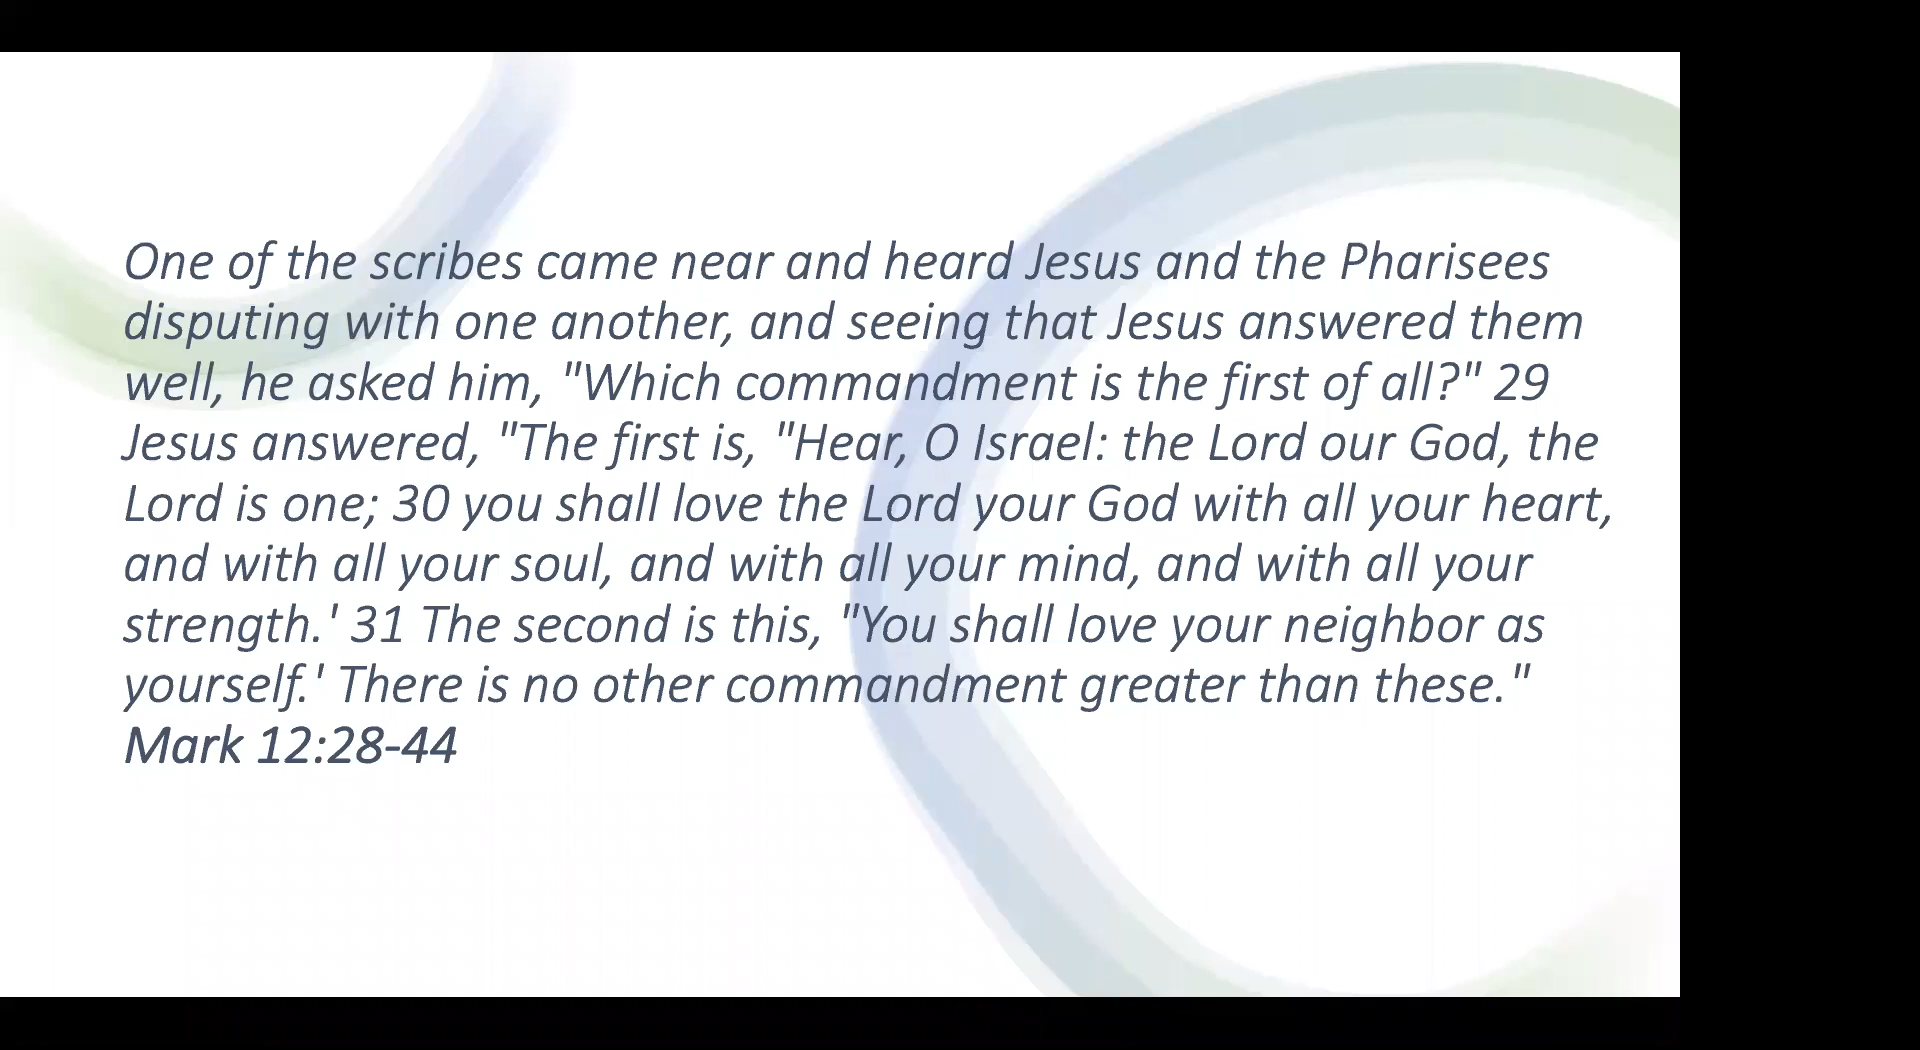 One of the scribes came near and heard Jesus and the Pharisees
disputing with one another, and seeing that Jesus answered them
well, he asked him, "Which commandment is the first of all?" 29
Jesus answered, "The first is, "Hear, O Israel: the Lord our God, the
Lord is one; 30 you shall love the Lord your God with all your heart,
and with all your soul, and with all your mind, and with all your
strength.' 31 The second is this, "You shall love your neighbor as
yourself.' There is no other commandment greater than these."
Mark 12:28-44